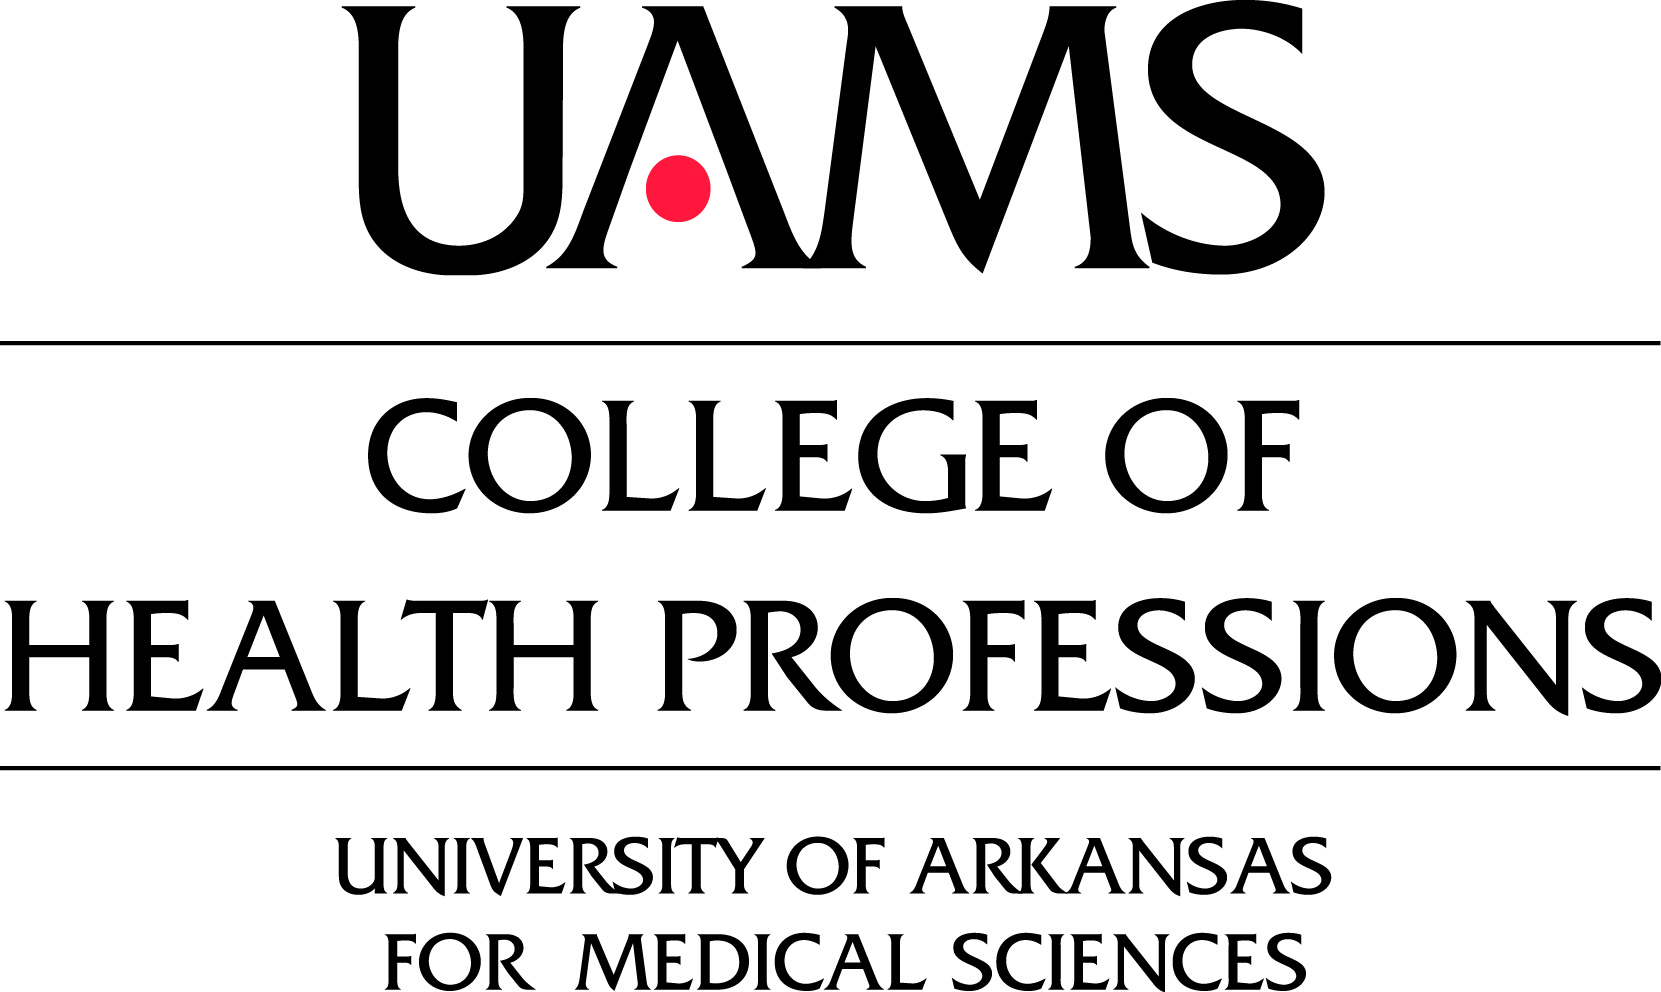 UAMS
COLLEGE OF
HEALTH PROFESSIONS
UNIVERSITY OF ARKANSAS
FOR MEDICAL SCIENCES